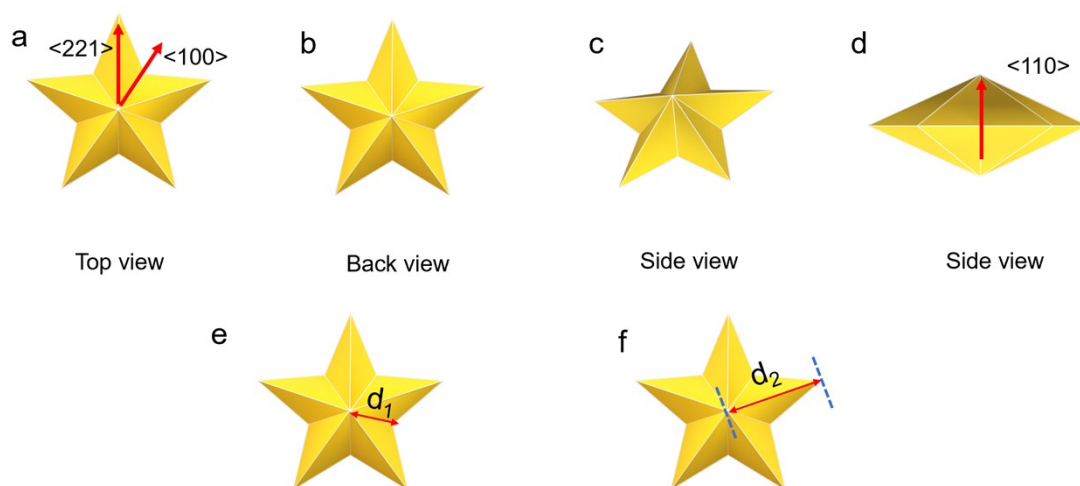 a
<221>
<100>
b
c
d
<110>
Top view
Back view
Side view
Side view
e
d1
f
d2